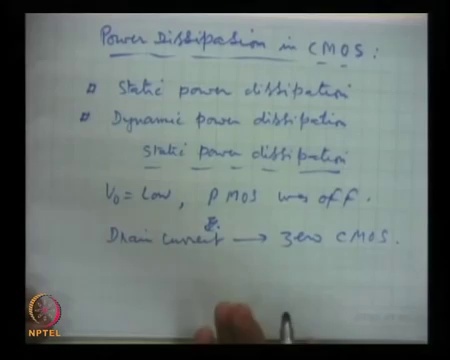 Power Dissipation in CMOS:
Static power dissipation
Dynamic power dissipation
static power dissipation
V0 = Low, PMOS was off.
Drain current → zero CMOS.
NPTEL